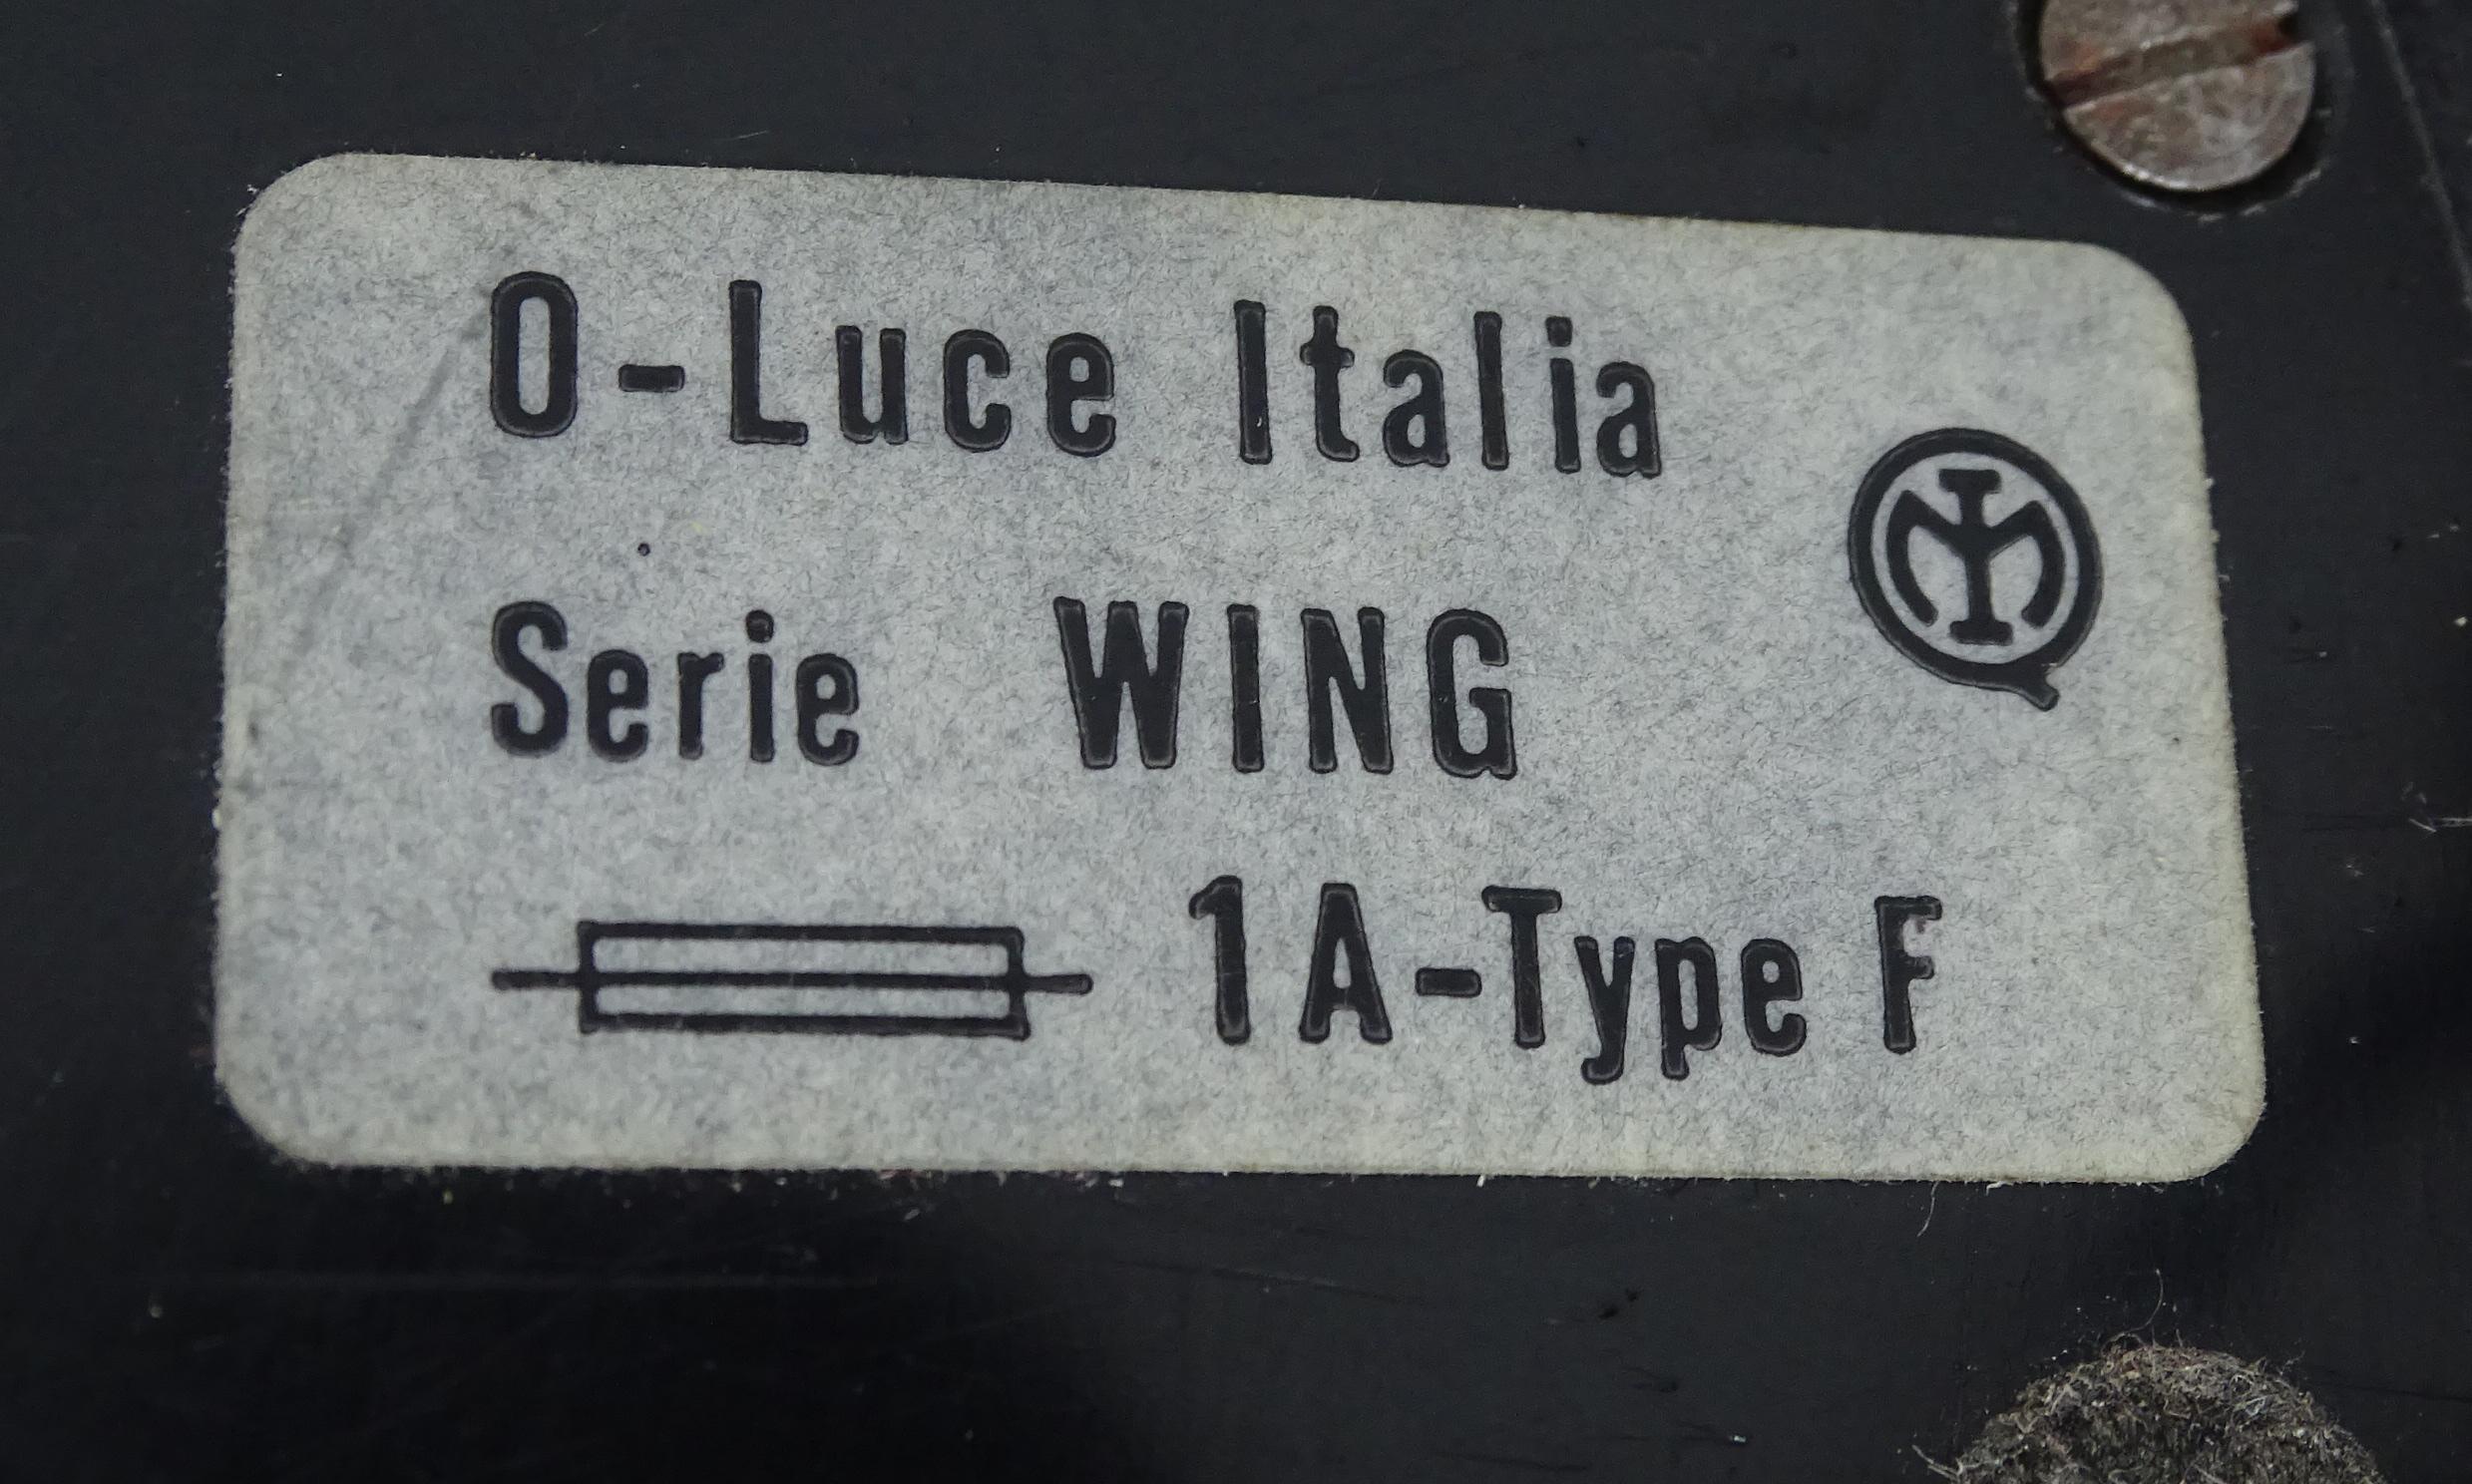 O-Luce Italia
Serie WING
1A-Type F